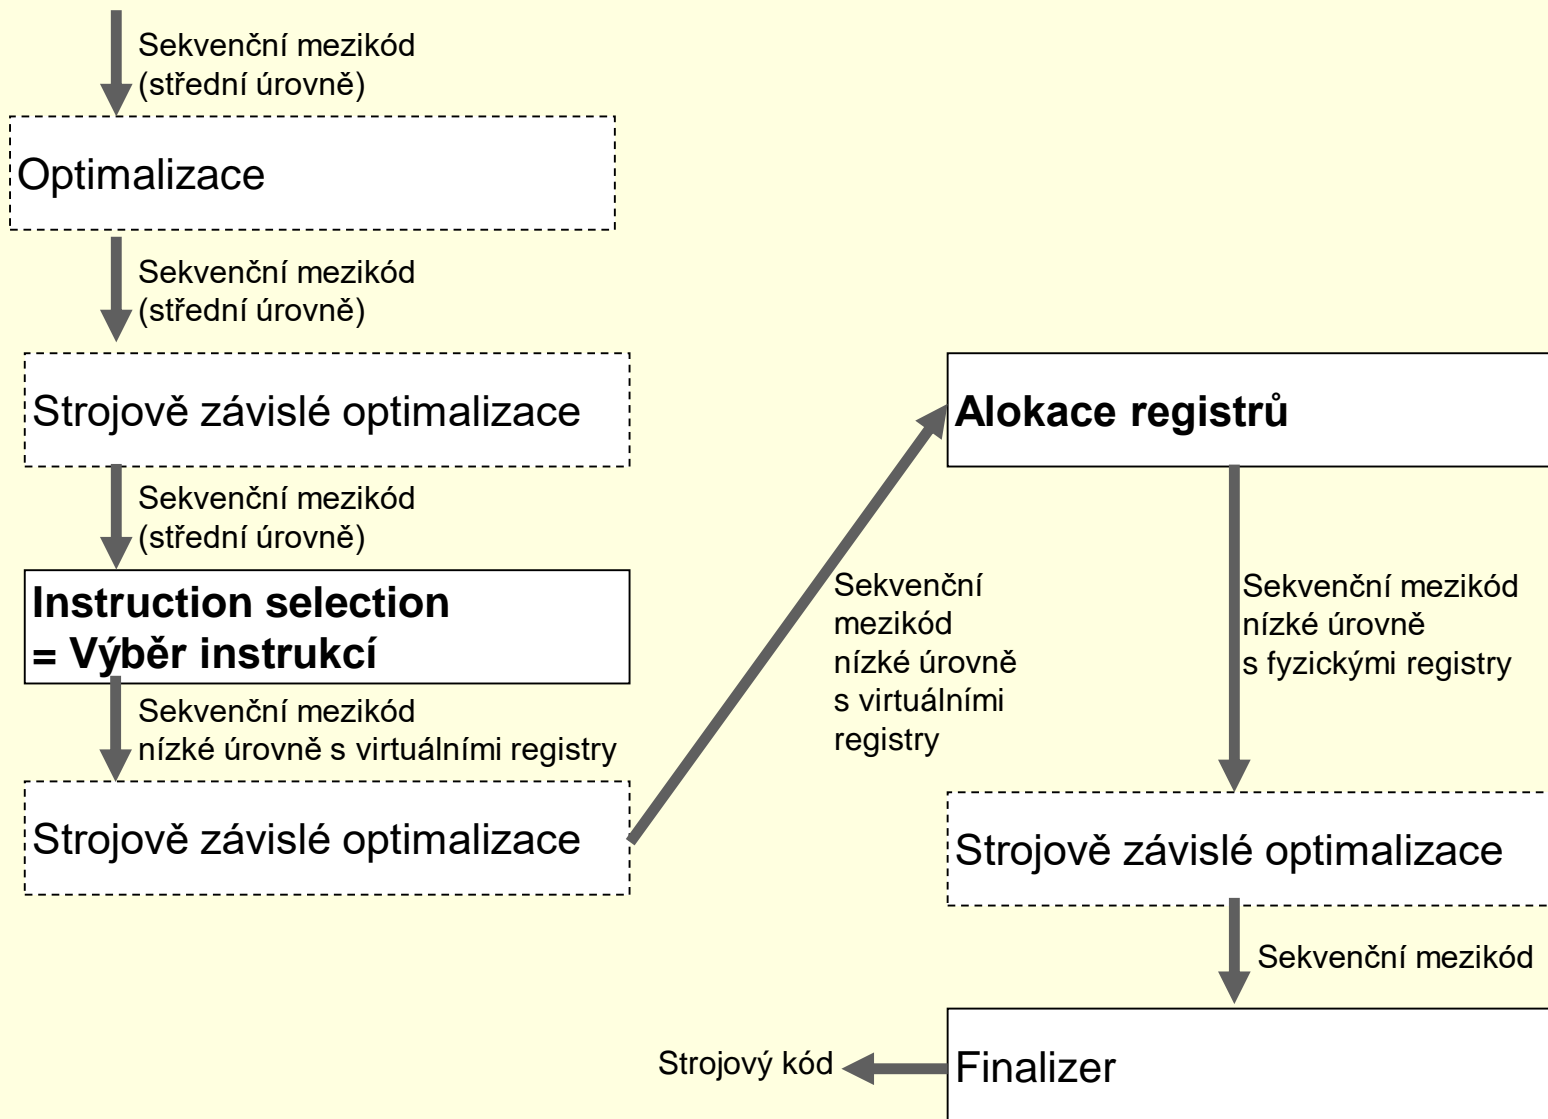 Sekvenční mezikód
(střední úrovně)
Optimalizace
Sekvenční mezikód
(střední úrovně)
Strojově závislé optimalizace
Sekvenční mezikód
(střední úrovně)
Instruction selection
= Výběr instrukcí
Sekvenční mezikód
nízké úrovně s virtuálními registry
Strojově závislé optimalizace
Sekvenční
mezikód
nízké úrovně
s virtuálními
registry
Alokace registrů
Sekvenční mezikód
nízké úrovně
s fyzickými registry
Strojově závislé optimalizace
Sekvenční mezikód
Finalizer
Strojový kód